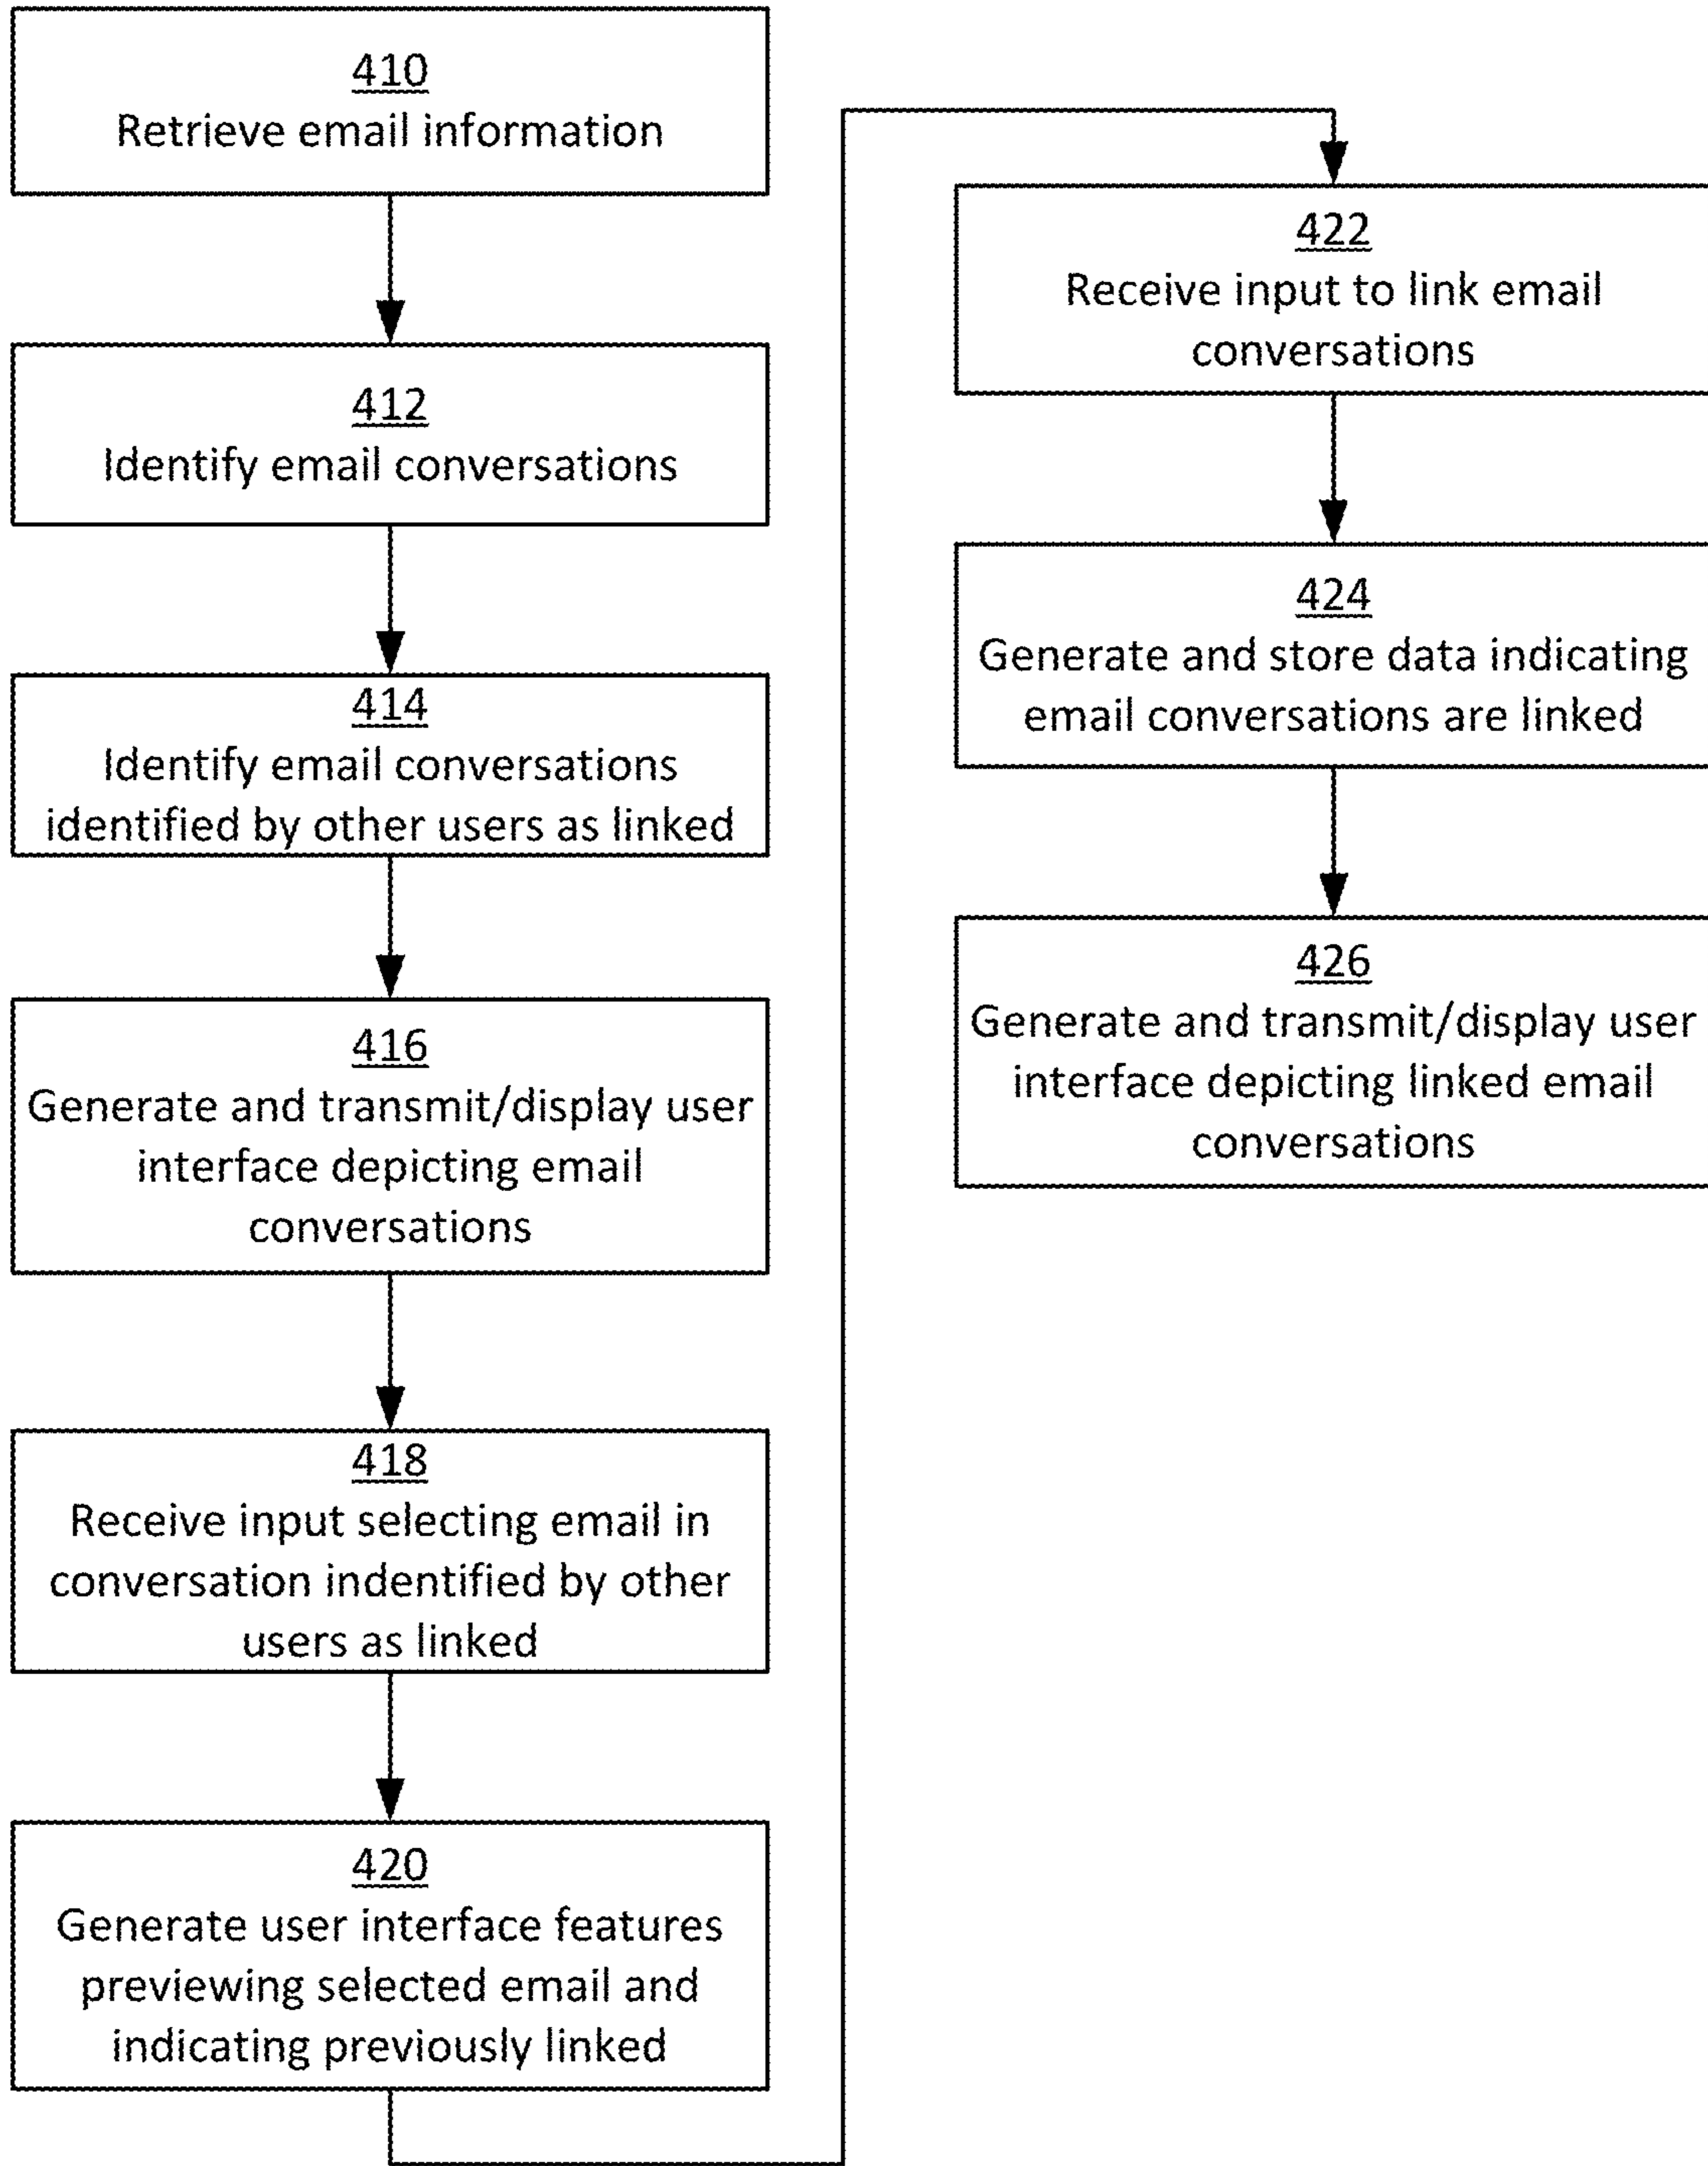 410
Retrieve email information
412
Identify email conversations
414
Identify email conversations
identified by other users as linked
416
Generate and transmit/display user
interface depicting email
conversations
418
Receive input selecting email in
conversation indentified by other
users as linked
420
Generate user interface features
previewing selected email and
indicating previously linked
422
Receive input to link email
conversations
424
Generate and store data indicating
email conversations are linked
426
Generate and transmit/display user
interface depicting linked email
conversations